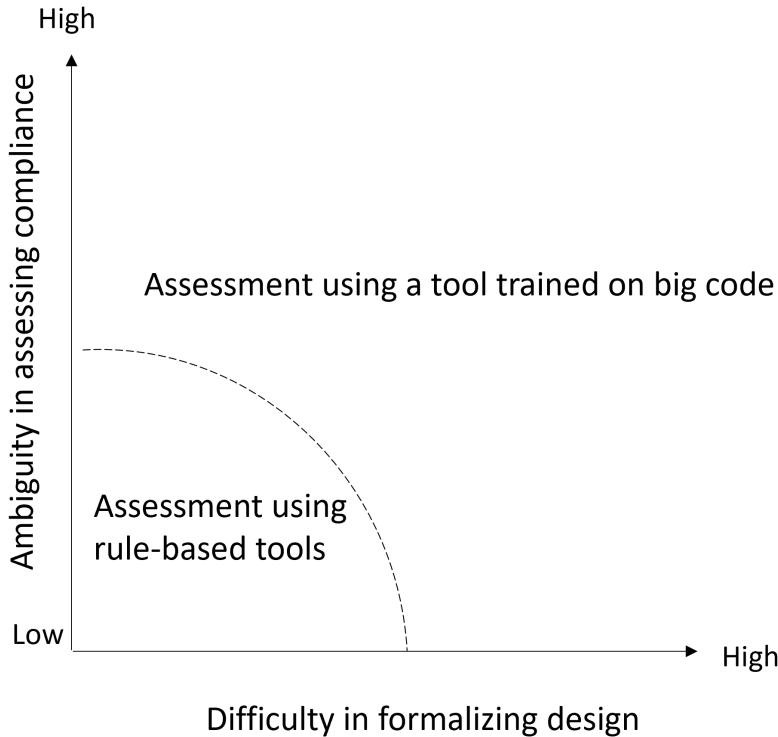 High
Ambiguity in assessing compliance
Assessment using a tool trained on big code
Assessment using
rule-based tools
Low
High
Difficulty in formalizing design